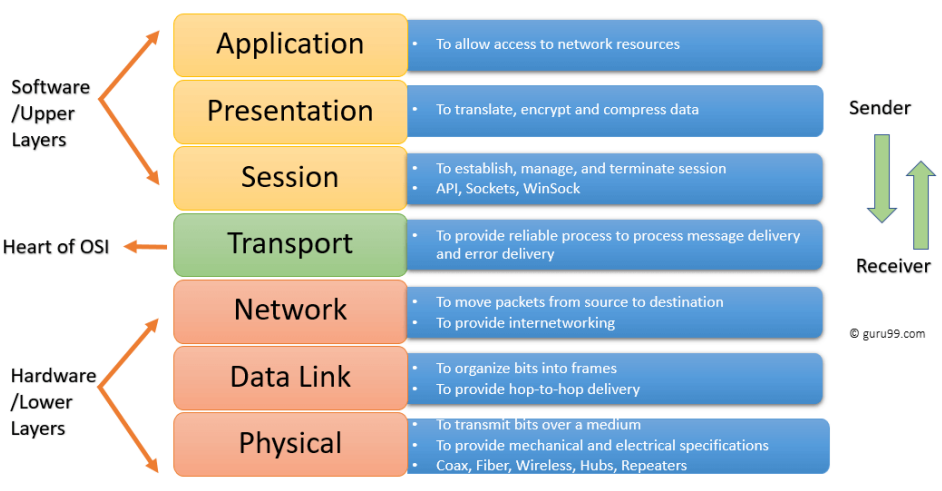 Application
To allow access to network resources
Software
/Upper
Layers
Presentation
To translate, encrypt and compress data
Sender
Session
To establish, manage, and terminate session
API, Sockets, WinSock
Heart of OSI
Transport
To provide reliable process to process message delivery
and error delivery
Receiver
Network
To move packets from source to destination
To provide internetworking
© guru99.com
Hardware
/Lower
Layers
Data Link
To organize bits into frames
To provide hop-to-hop delivery
Physical
To transmit bits over a medium
To provide mechanical and electrical specifications
Coax, Fiber, Wireless, Hubs, Repeaters